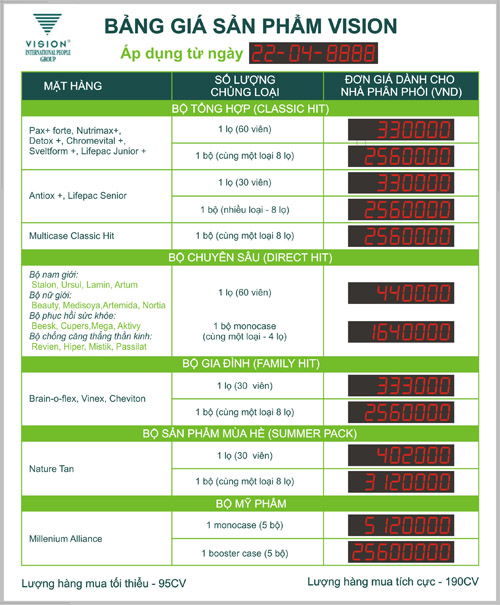 VISION®
INTERNATIONAL PEOPLE
GROUP
BẢNG GIÁ SẢN PHẨM VISION
Áp dụng từ ngày 22-04-8888
MẶT HÀNG
SỐ LƯỢNG
CHỦNG LOẠI
ĐƠN GIÁ DÀNH CHO
NHÀ PHÂN PHỐI (VND)
BỘ TỔNG HỢP (CLASSIC HIT)
Pax+ forte, Nutrimax+,
Detox +, Chromevital +,
Sveltform +, Lifepac Junior +
1 lọ (60 viên)
330000
1 bộ (cùng một loại 8 lọ)
2560000
Antiox +, Lifepac Senior
1 lọ (30 viên)
330000
1 bộ (nhiều loại - 8 lọ)
2560000
Multicase Classic Hit
1 bộ (cùng một loại 8 lọ)
2560000
BỘ CHUYÊN SÂU (DIRECT HIT)
Bộ nam giới:
Stalon, Ursul, Lamin, Artum
Bộ nữ giới:
Beauty, Medisoya,Artemida, Nortia
Bộ phục hồi sức khỏe:
Beesk, Cupers,Mega, Aktivy
Bộ chống căng thẳng thần kinh:
Revien, Hiper, Mistik, Passilat
1 lọ (60 viên)
440000
1 bộ monocase
(cùng một loại - 4 lọ)
1640000
BỘ GIA ĐÌNH (FAMILY HIT)
Brain-o-flex, Vinex, Cheviton
1 lọ (30 viên)
333000
1 bộ (cùng một loại 8 lọ)
2560000
BỘ SẢN PHẨM MÙA HÈ (SUMMER PACK)
Nature Tan
1 lọ (30 viên)
402000
1 bộ (cùng một loại 8 lọ)
3120000
BỘ MỸ PHẨM
Millenium Alliance
1 monocase (5 bộ)
5120000
1 booster case (5 bộ)
25600000
Lượng hàng mua tối thiểu - 95CV
Lượng hàng mua tích cực - 190CV